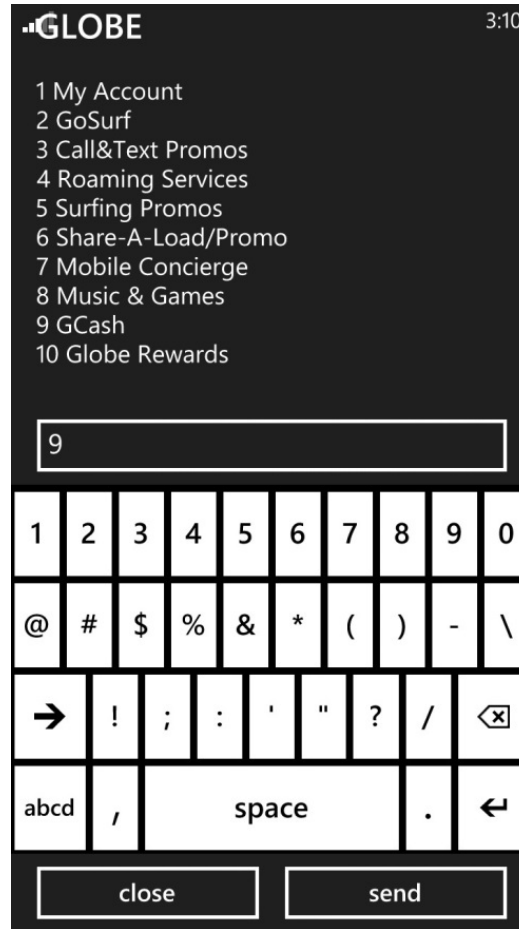 GLOBE
3:10
1 My Account
2 GoSurf
3 Call&Text Promos
4 Roaming Services
5 Surfing Promos
6 Share-A-Load/Promo
7 Mobile Concierge
8 Music & Games
9 GCash
10 Globe Rewards
9
1 2 3 4 5 6 7 8 9 0
@ # $ % & * ( ) - \
! ; : ' " ? /
abcd , space .
close send